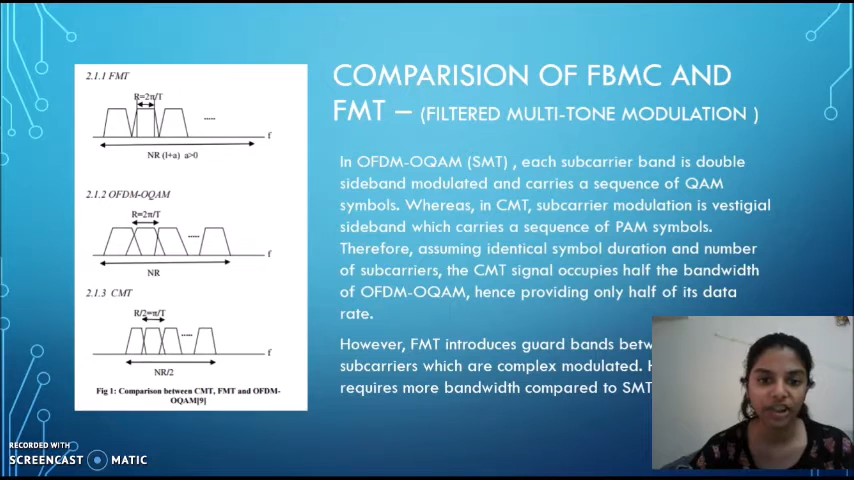 2.1.1 FMT
R=2π/T
.....
f
NR (l+a) a>0
2.1.2 OFDM-OQAM
R=2π/T
.....
f
NR
2.1.3 CMT
R/2=π/T
.....
f
NR/2
Fig 1: Comparison between CMT, FMT and OFDM-
OQAM[9]
COMPARISION OF FBMC AND
FMT – (FILTERED MULTI-TONE MODULATION )
In OFDM-OQAM (SMT) , each subcarrier band is double
sideband modulated and carries a sequence of QAM
symbols. Whereas, in CMT, subcarrier modulation is vestigial
sideband which carries a sequence of PAM symbols.
Therefore, assuming identical symbol duration and number
of subcarriers, the CMT signal occupies half the bandwidth
of OFDM-OQAM, hence providing only half of its data
rate.
However, FMT introduces guard bands
subcarriers which are complex modulated.
requires more bandwidth compared to SMT
RECORDED WITH
SCREENCAST MATIC